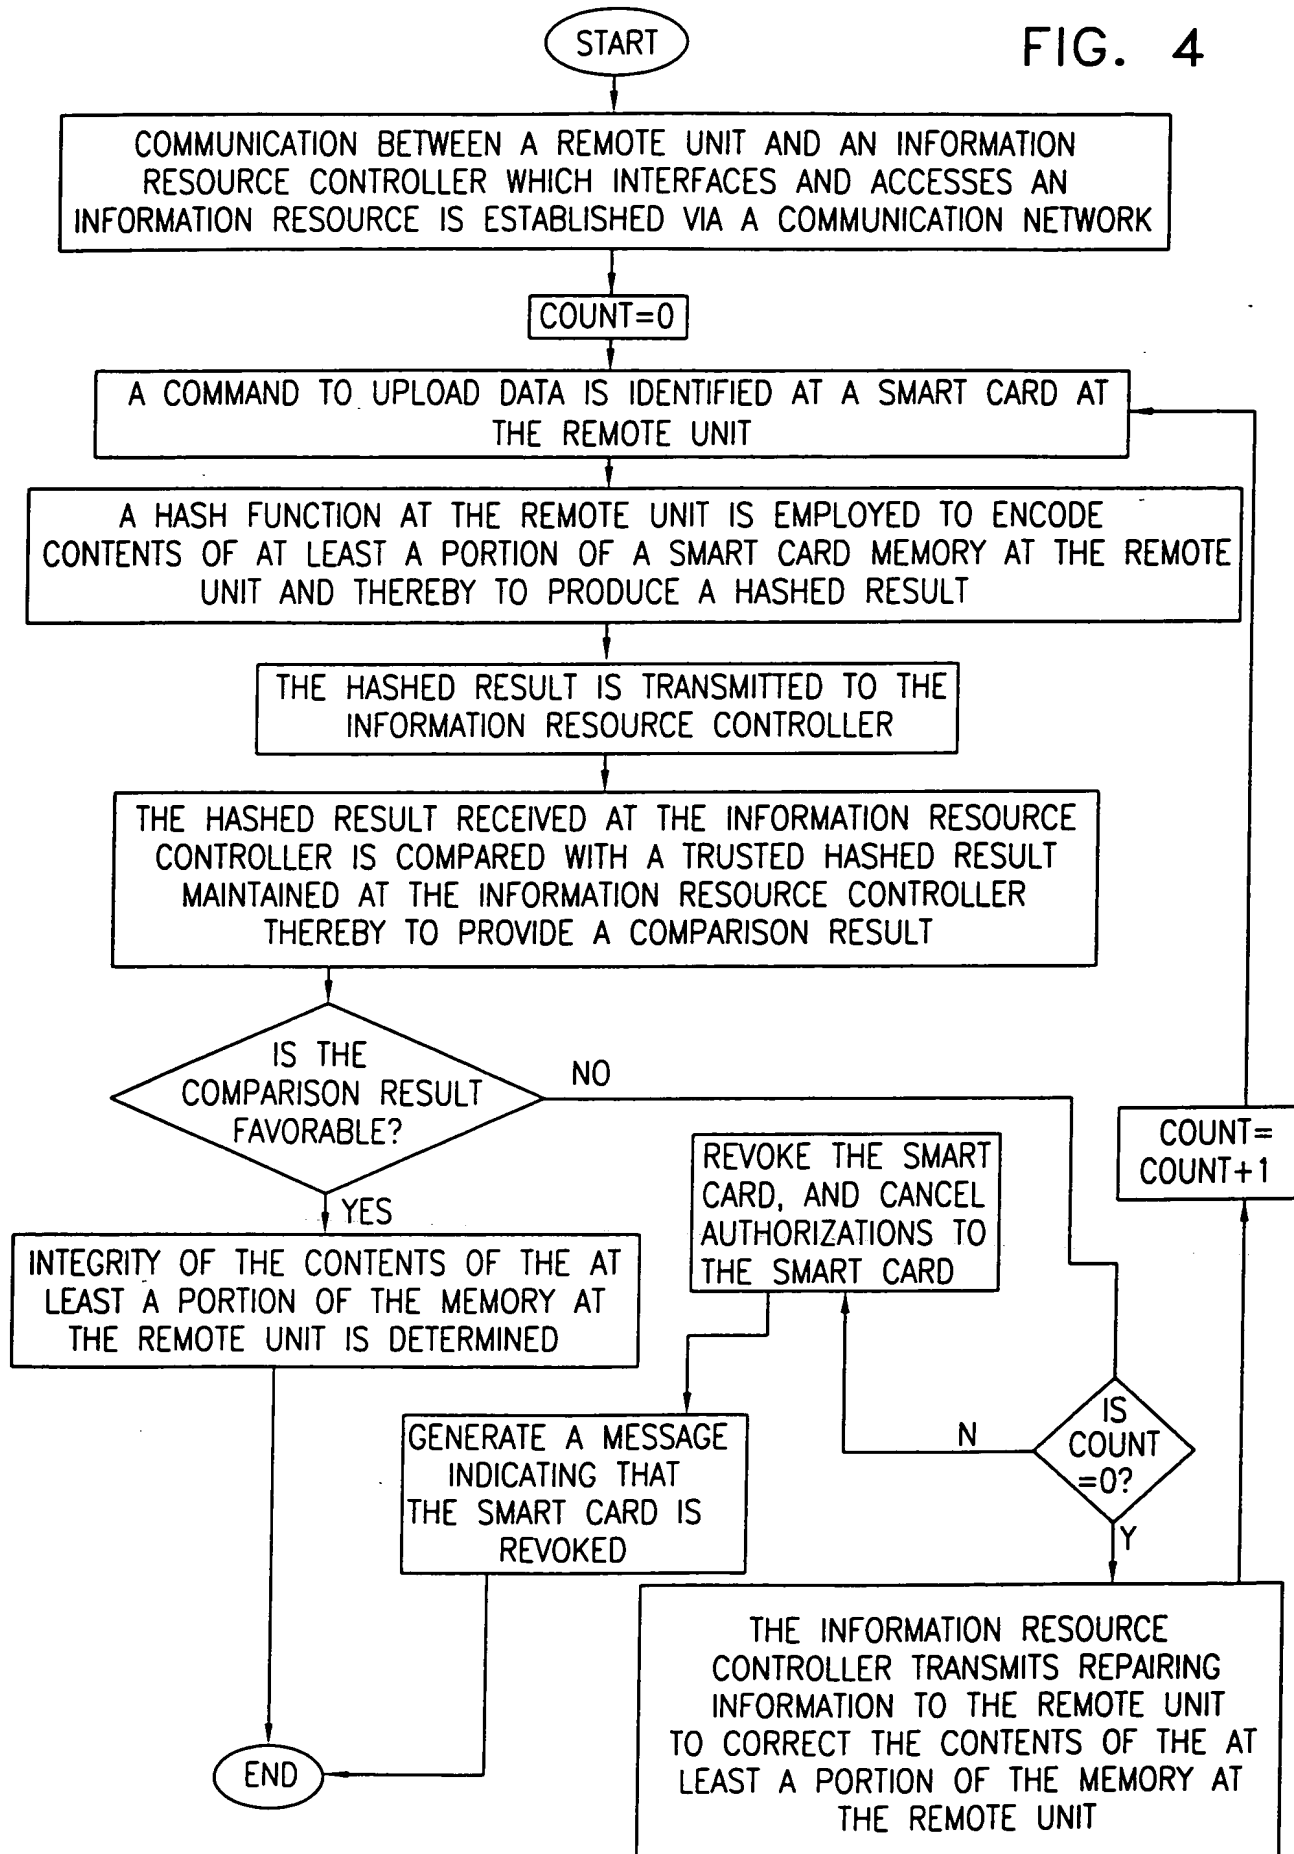 START
FIG. 4
COMMUNICATION BETWEEN A REMOTE UNIT AND AN INFORMATION
RESOURCE CONTROLLER WHICH INTERFACES AND ACCESSES AN
INFORMATION RESOURCE IS ESTABLISHED VIA A COMMUNICATION NETWORK
COUNT=0
A COMMAND TO UPLOAD DATA IS IDENTIFIED AT A SMART CARD AT
THE REMOTE UNIT
A HASH FUNCTION AT THE REMOTE UNIT IS EMPLOYED TO ENCODE
CONTENTS OF AT LEAST A PORTION OF A SMART CARD MEMORY AT THE REMOTE
UNIT AND THEREBY TO PRODUCE A HASHED RESULT
THE HASHED RESULT IS TRANSMITTED TO THE
INFORMATION RESOURCE CONTROLLER
THE HASHED RESULT RECEIVED AT THE INFORMATION RESOURCE
CONTROLLER IS COMPARED WITH A TRUSTED HASHED RESULT
MAINTAINED AT THE INFORMATION RESOURCE CONTROLLER
THEREBY TO PROVIDE A COMPARISON RESULT
IS THE
COMPARISON RESULT
FAVORABLE?
NO
YES
COUNT=
COUNT+1
REVOKE THE SMART
CARD, AND CANCEL
AUTHORIZATIONS TO
THE SMART CARD
INTEGRITY OF THE CONTENTS OF THE AT
LEAST A PORTION OF THE MEMORY AT
THE REMOTE UNIT IS DETERMINED
IS
COUNT
=0?
N
Y
GENERATE A MESSAGE
INDICATING THAT
THE SMART CARD IS
REVOKED
THE INFORMATION RESOURCE
CONTROLLER TRANSMITS REPAIRING
INFORMATION TO THE REMOTE UNIT
TO CORRECT THE CONTENTS OF THE AT
LEAST A PORTION OF THE MEMORY AT
THE REMOTE UNIT
END